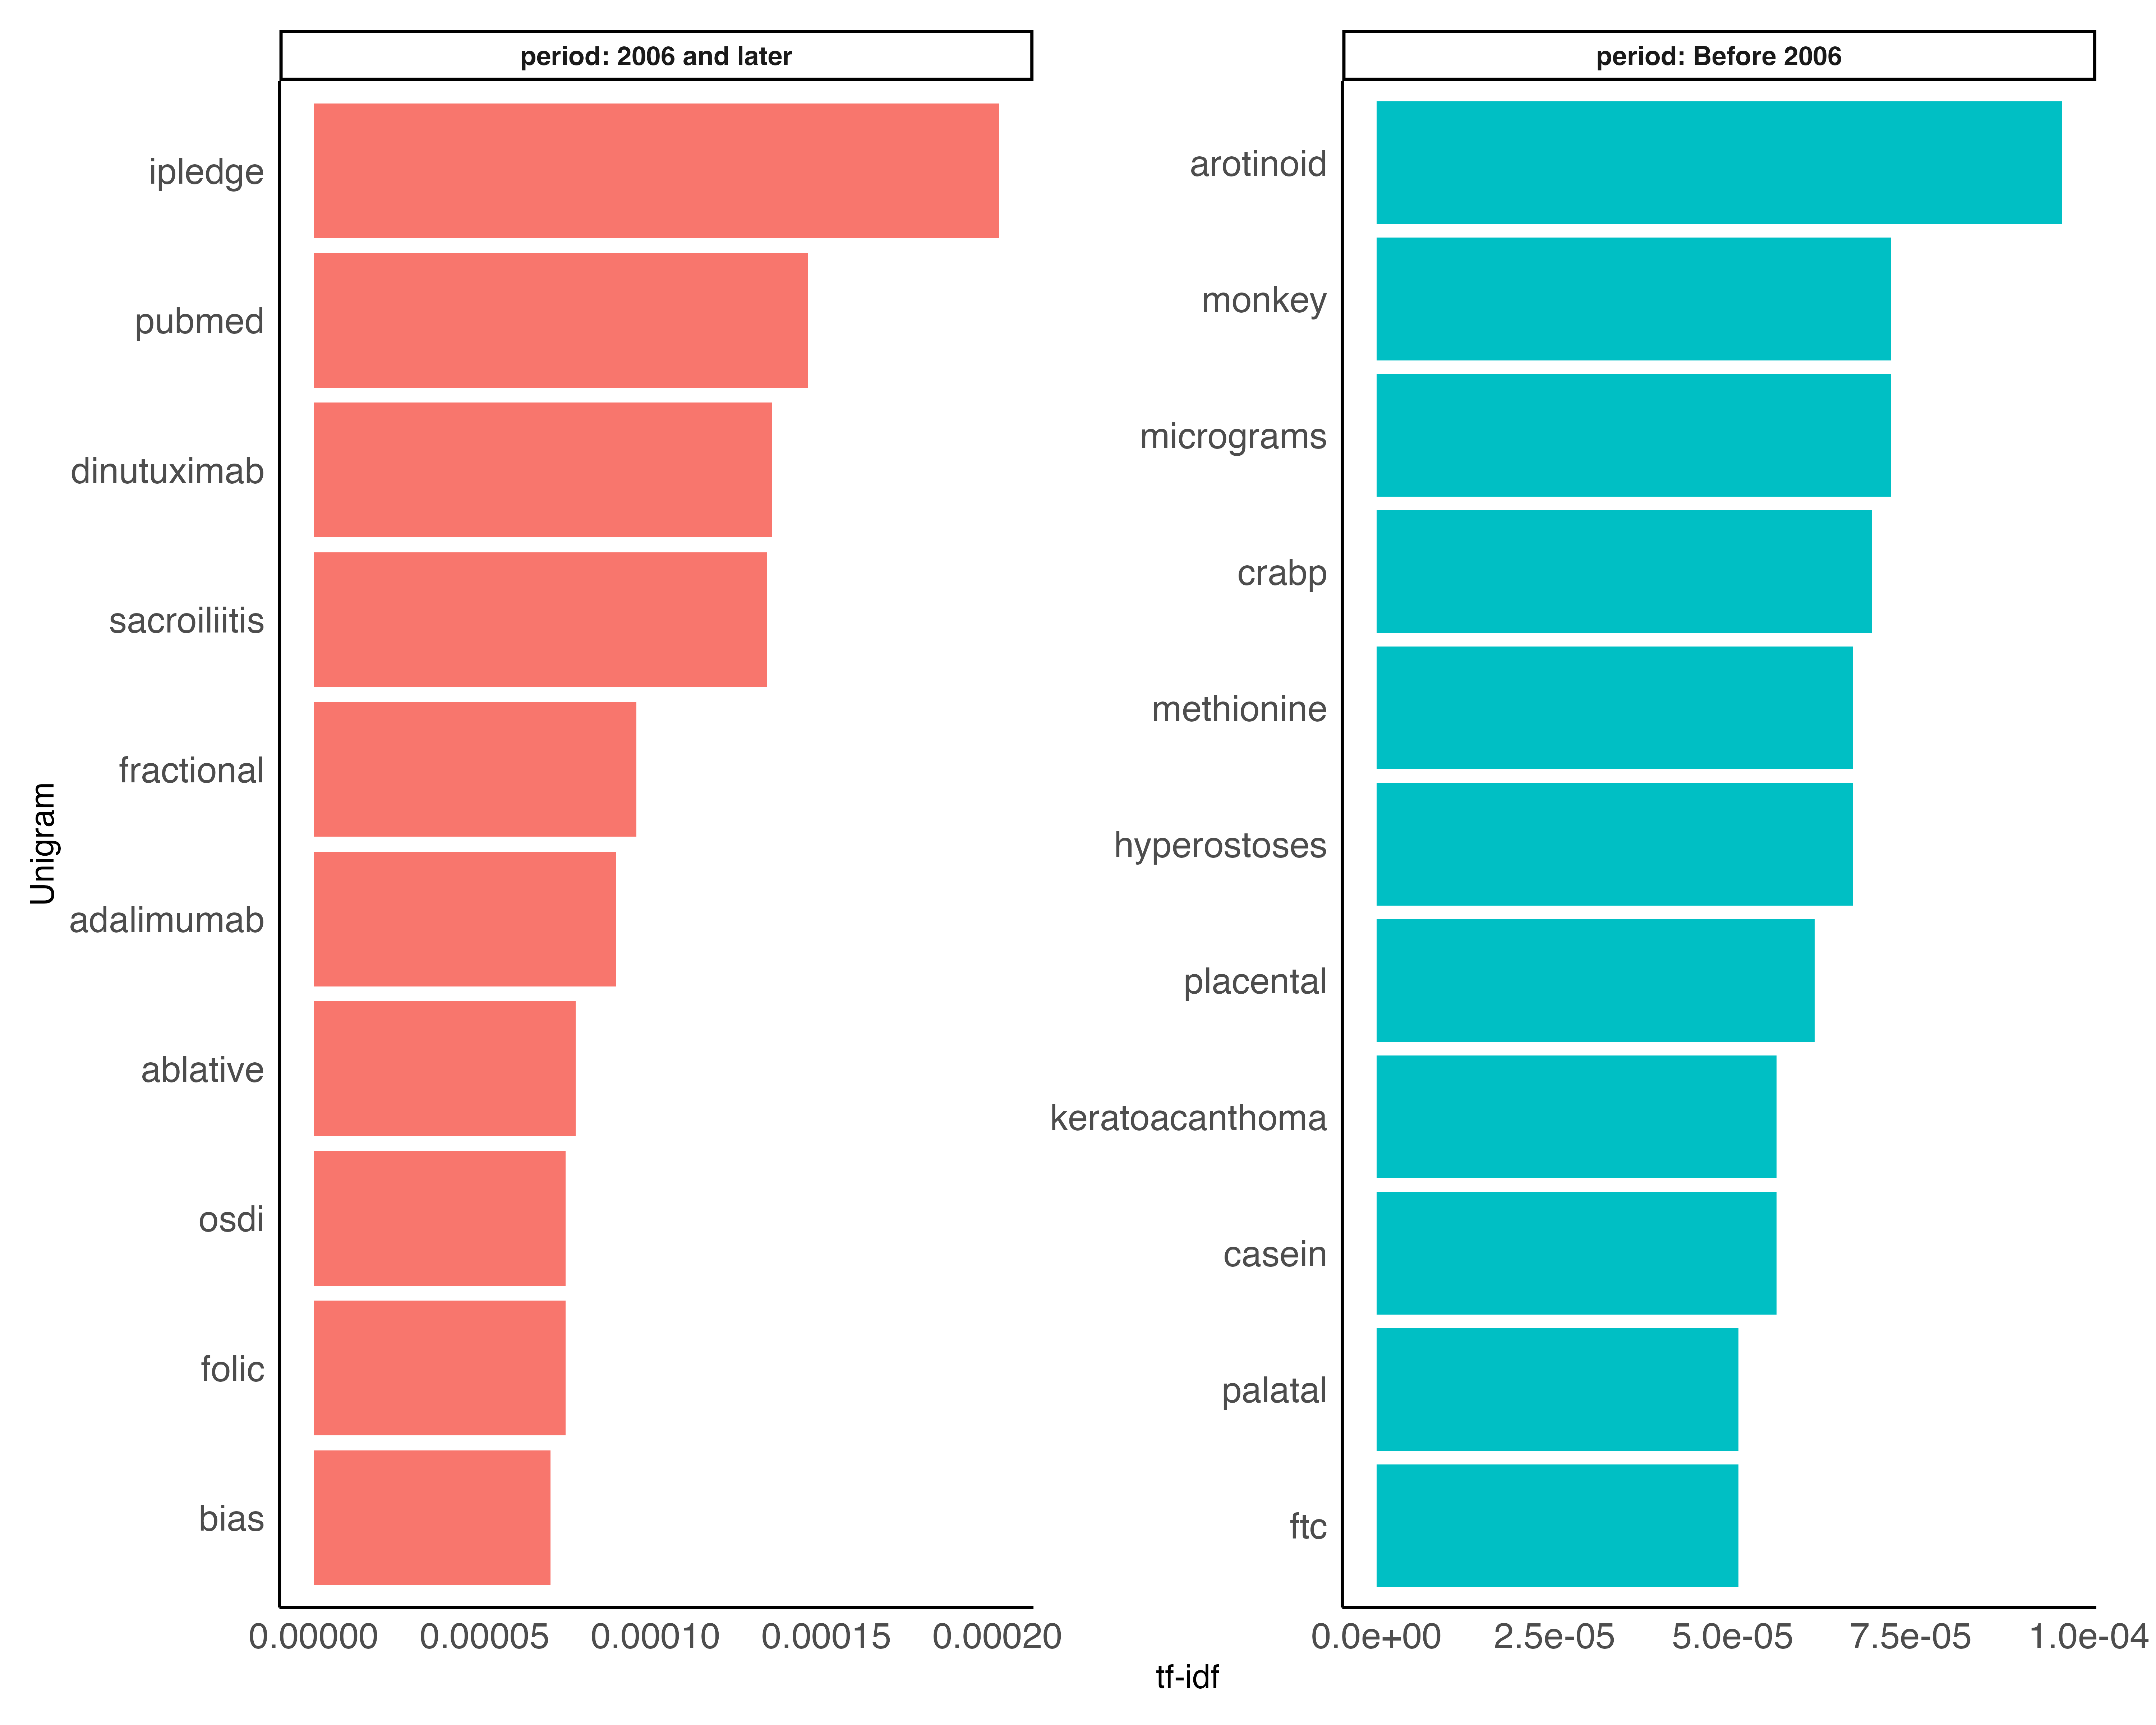 period: 2006 and later
ipledge
pubmed
dinutuximab
sacroiliitis
fractional
adalimumab
ablative
osdi
folic
bias
0.00000 0.00005 0.00010 0.00015 0.00020
period: Before 2006
arotinoid
monkey
micrograms
crabp
methionine
hyperostoses
placental
keratoacanthoma
casein
palatal
ftc
0.0e+00 2.5e-05 5.0e-05 7.5e-05 1.0e-04
Unigram
tf-idf